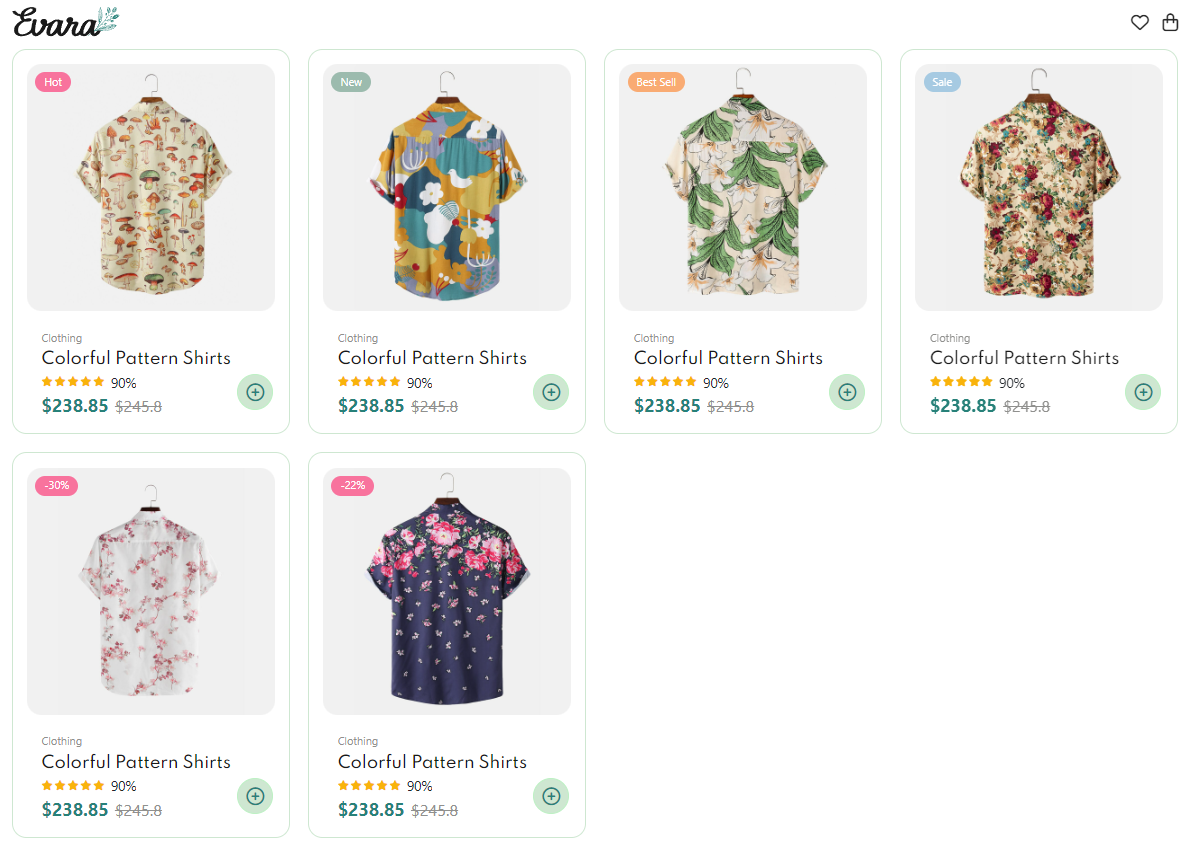 Evara
Hot
New
Best Sell
Sale
Clothing
Colorful Pattern Shirts
90%
$238.85 $245.8
Clothing
Colorful Pattern Shirts
90%
$238.85 $245.8
Clothing
Colorful Pattern Shirts
90%
$238.85 $245.8
Clothing
Colorful Pattern Shirts
90%
$238.85 $245.8
-30%
-22%
Clothing
Colorful Pattern Shirts
90%
$238.85 $245.8
Clothing
Colorful Pattern Shirts
90%
$238.85 $245.8